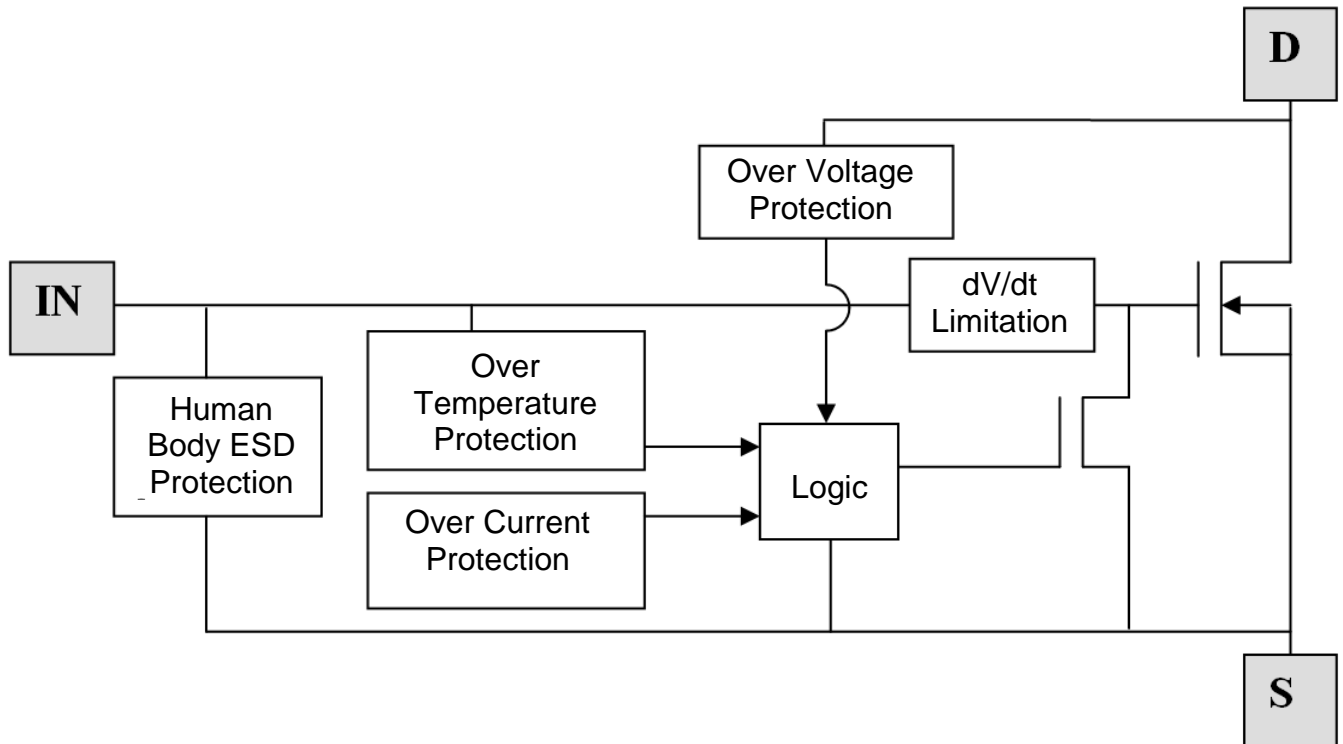 D
Over Voltage
Protection
IN
dV/dt
Limitation
Over
Temperature
Protection
Human
Body ESD
Protection
Logic
Over Current
Protection
S